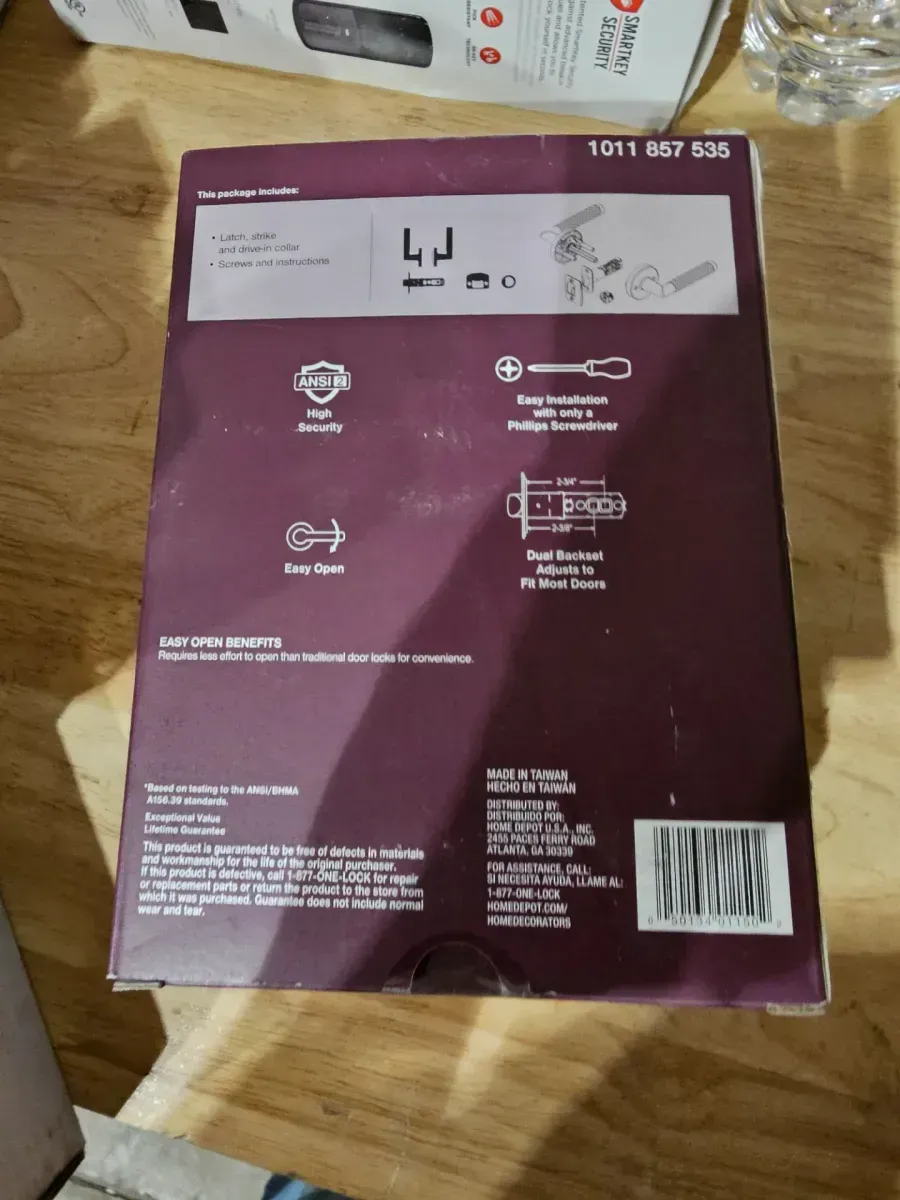 SMARTKEY
SECURITY
1011 857 535
This package includes:
• Latch, strike
and drive-in collar
• Screws and instructions
ANSI 2
High
Security
Easy Installation
with only a
Phillips Screwdriver
2-3/4"
2-3/8"
Easy Open
Dual Backset
Adjusts to
Fit Most Doors
EASY OPEN BENEFITS
Requires less effort to open than traditional door locks for convenience.
*Based on testing to the ANSI/BHMA
A156.39 standards.
Exceptional Value
Lifetime Guarantee
This product is guaranteed to be free of defects in materials
and workmanship for the life of the original purchaser.
If this product is defective, call 1-877-ONE-LOCK for repair
or replacement parts or return the product to the store from
which it was purchased. Guarantee does not include normal
wear and tear.
MADE IN TAIWAN
HECHO EN TAIWÁN
DISTRIBUTED BY:
DISTRIBUIDO POR:
HOME DEPOT U.S.A., INC.
2455 PACES FERRY ROAD
ATLANTA, GA 30339
FOR ASSISTANCE, CALL:
SI NECESITA AYUDA, LLAME AL:
1-877-ONE-LOCK
HOMEDEPOT.COM/
HOMEDECORATORS